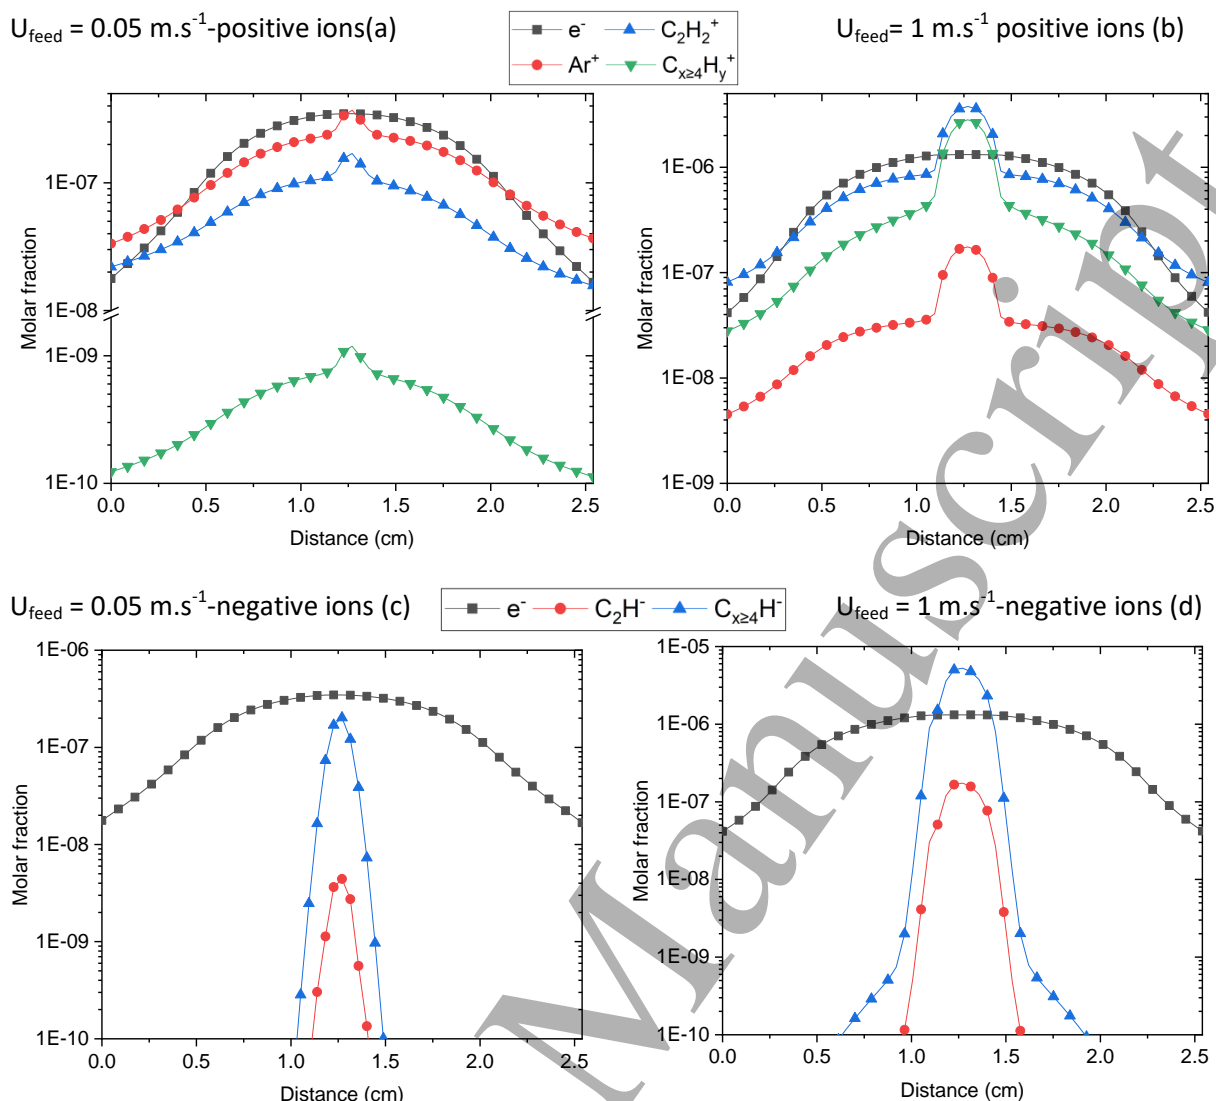 U_feed = 0.05 m.s⁻¹-positive ions(a)
e⁻ C₂H₂⁺
Ar⁺ Cₓ≥₄Hᵧ⁺
U_feed= 1 m.s⁻¹ positive ions (b)
Molar fraction
1E-07
1E-08
1E-09
1E-10
0.0 0.5 1.0 1.5 2.0 2.5
Distance (cm)
Molar fraction
1E-06
1E-07
1E-08
1E-09
0.0 0.5 1.0 1.5 2.0 2.5
Distance (cm)
U_feed = 0.05 m.s⁻¹-negative ions (c)
e⁻ C₂H⁻ Cₓ≥₄H⁻
U_feed = 1 m.s⁻¹-negative ions (d)
Molar fraction
1E-06
1E-07
1E-08
1E-09
1E-10
0.0 0.5 1.0 1.5 2.0 2.5
Distance (cm)
Molar fraction
1E-05
1E-06
1E-07
1E-08
1E-09
1E-10
0.0 0.5 1.0 1.5 2.0 2.5
Distance (cm)
Manuscript